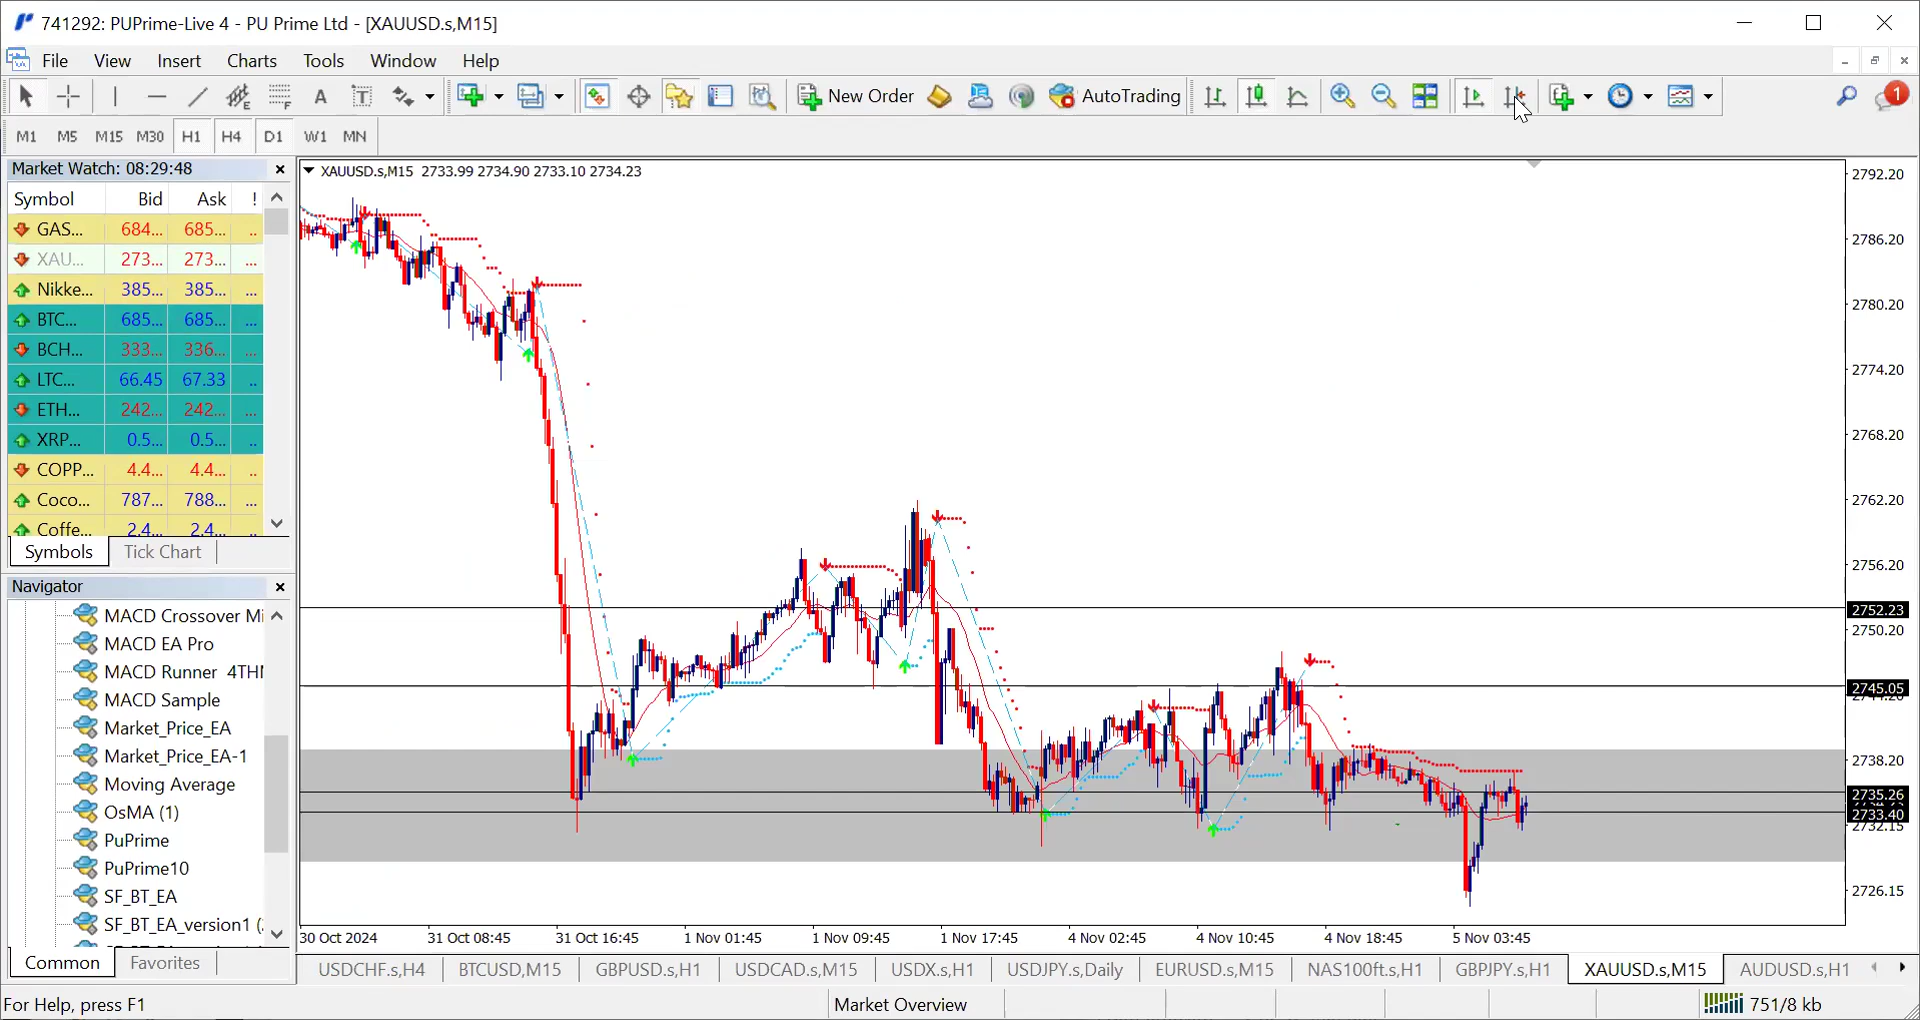 741292: PUPrime-Live 4 - PU Prime Ltd - [XAUUSD.s,M15]
File View Insert Charts Tools Window Help
A T New Order AutoTrading 1
M1 M5 M15 M30 H1 H4 D1 W1 MN
Market Watch: 08:29:48
Symbol Bid Ask !
GAS... 684... 685... ..
XAU... 273... 273... ...
Nikke... 385... 385... ...
BTC... 685... 685... ...
BCH... 333... 336... ...
LTC... 66.45 67.33 ..
ETH... 242... 242... ...
XRP... 0.5... 0.5... ..
COPP... 4.4... 4.4... ..
Coco... 787... 788... ...
Coffe... 2.4... 2.4... ..
Symbols Tick Chart
Navigator
MACD Crossover Mi
MACD EA Pro
MACD Runner 4TH
MACD Sample
Market_Price_EA
Market_Price_EA-1
Moving Average
OsMA (1)
PuPrime
PuPrime10
SF_BT_EA
SF_BT_EA_version1 (
Common Favorites
XAUUSD.s,M15 2733.99 2734.90 2733.10 2734.23
2792.20
2786.20
2780.20
2774.20
2768.20
2762.20
2756.20
2752.23
2750.20
2745.05
2738.20
2735.26
2733.40
2732.15
2726.15
30 Oct 2024 31 Oct 08:45 31 Oct 16:45 1 Nov 01:45 1 Nov 09:45 1 Nov 17:45 4 Nov 02:45 4 Nov 10:45 4 Nov 18:45 5 Nov 03:45
USDCHF.s,H4 BTCUSD,M15 GBPUSD.s,H1 USDCAD.s,M15 USDX.s,H1 USDJPY.s,Daily EURUSD.s,M15 NAS100ft.s,H1 GBPJPY.s,H1 XAUUSD.s,M15 AUDUSD.s,H1
For Help, press F1 Market Overview 751/8 kb